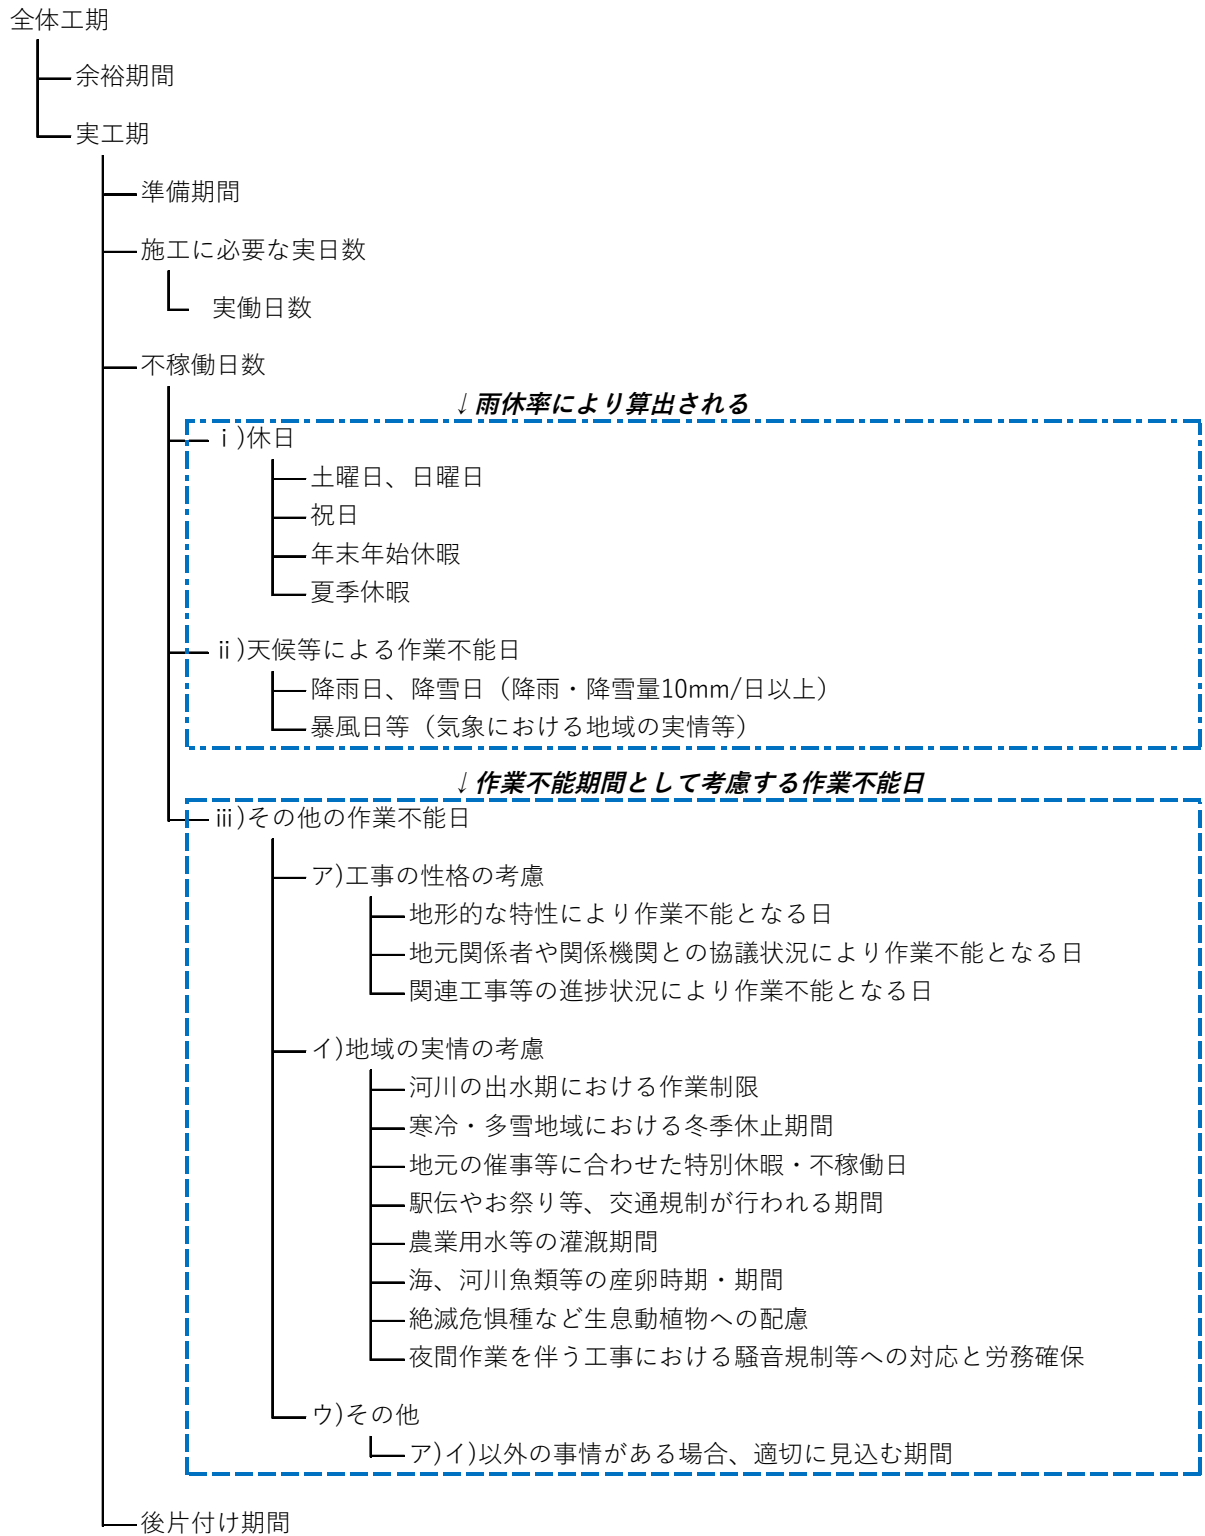 全体工期
余裕期間
実工期
準備期間
施工に必要な実日数
実働日数
不稼働日数
↓雨休率により算出される
ⅰ)休日
土曜日、日曜日
祝日
年末年始休暇
夏季休暇
ⅱ)天候等による作業不能日
降雨日、降雪日（降雨・降雪量10mm/日以上）
暴風日等（気象における地域の実情等）
↓作業不能期間として考慮する作業不能日
ⅲ)その他の作業不能日
ア)工事の性格の考慮
地形的な特性により作業不能となる日
地元関係者や関係機関との協議状況により作業不能となる日
関連工事等の進捗状況により作業不能となる日
イ)地域の実情の考慮
河川の出水期における作業制限
寒冷・多雪地域における冬季休止期間
地元の催事等に合わせた特別休暇・不稼働日
駅伝やお祭り等、交通規制が行われる期間
農業用水等の灌漑期間
海、河川魚類等の産卵時期・期間
絶滅危惧種など生息動植物への配慮
夜間作業を伴う工事における騒音規制等への対応と労務確保
ウ)その他
ア)イ)以外の事情がある場合、適切に見込む期間
後片付け期間